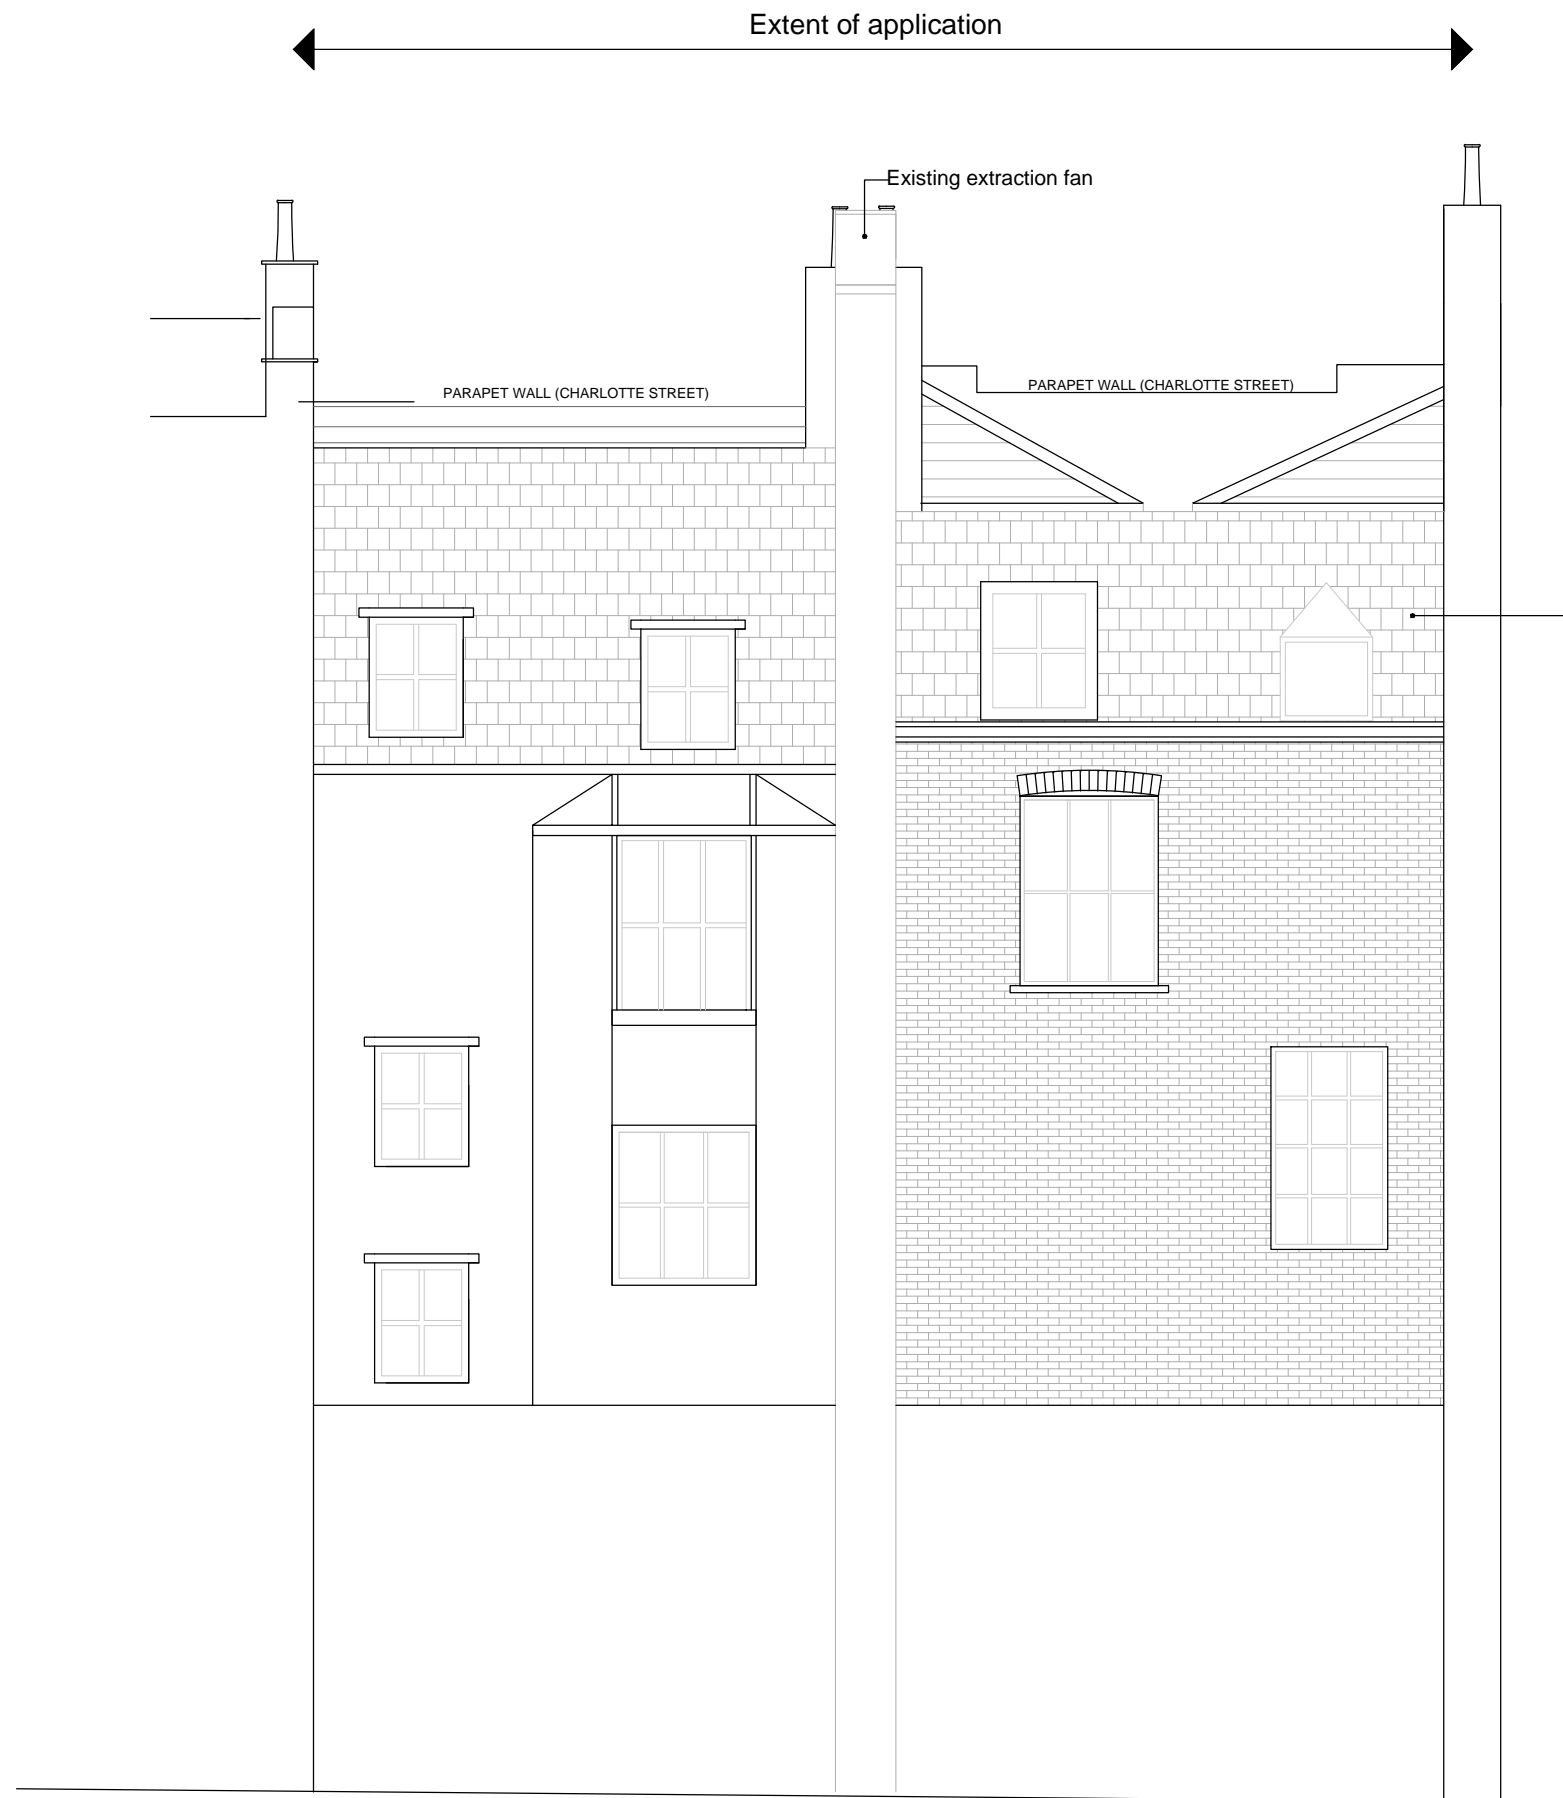 Extent of application
Existing extraction fan
PARAPET WALL (CHARLOTTE STREET)
PARAPET WALL (CHARLOTTE STREET)